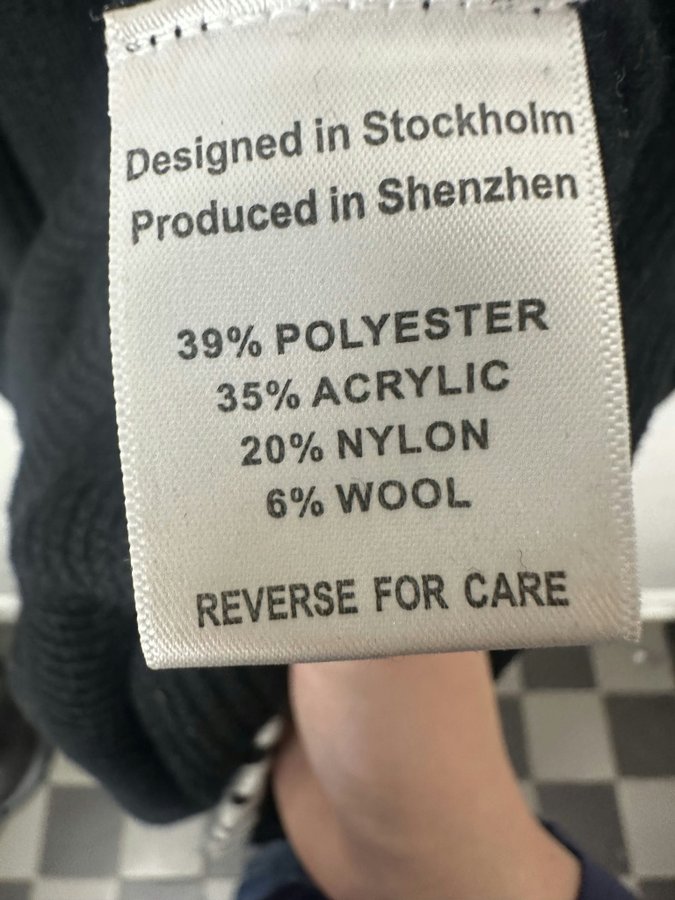 Designed in Stockholm
Produced in Shenzhen
39% POLYESTER
35% ACRYLIC
20% NYLON
6% WOOL
REVERSE FOR CARE